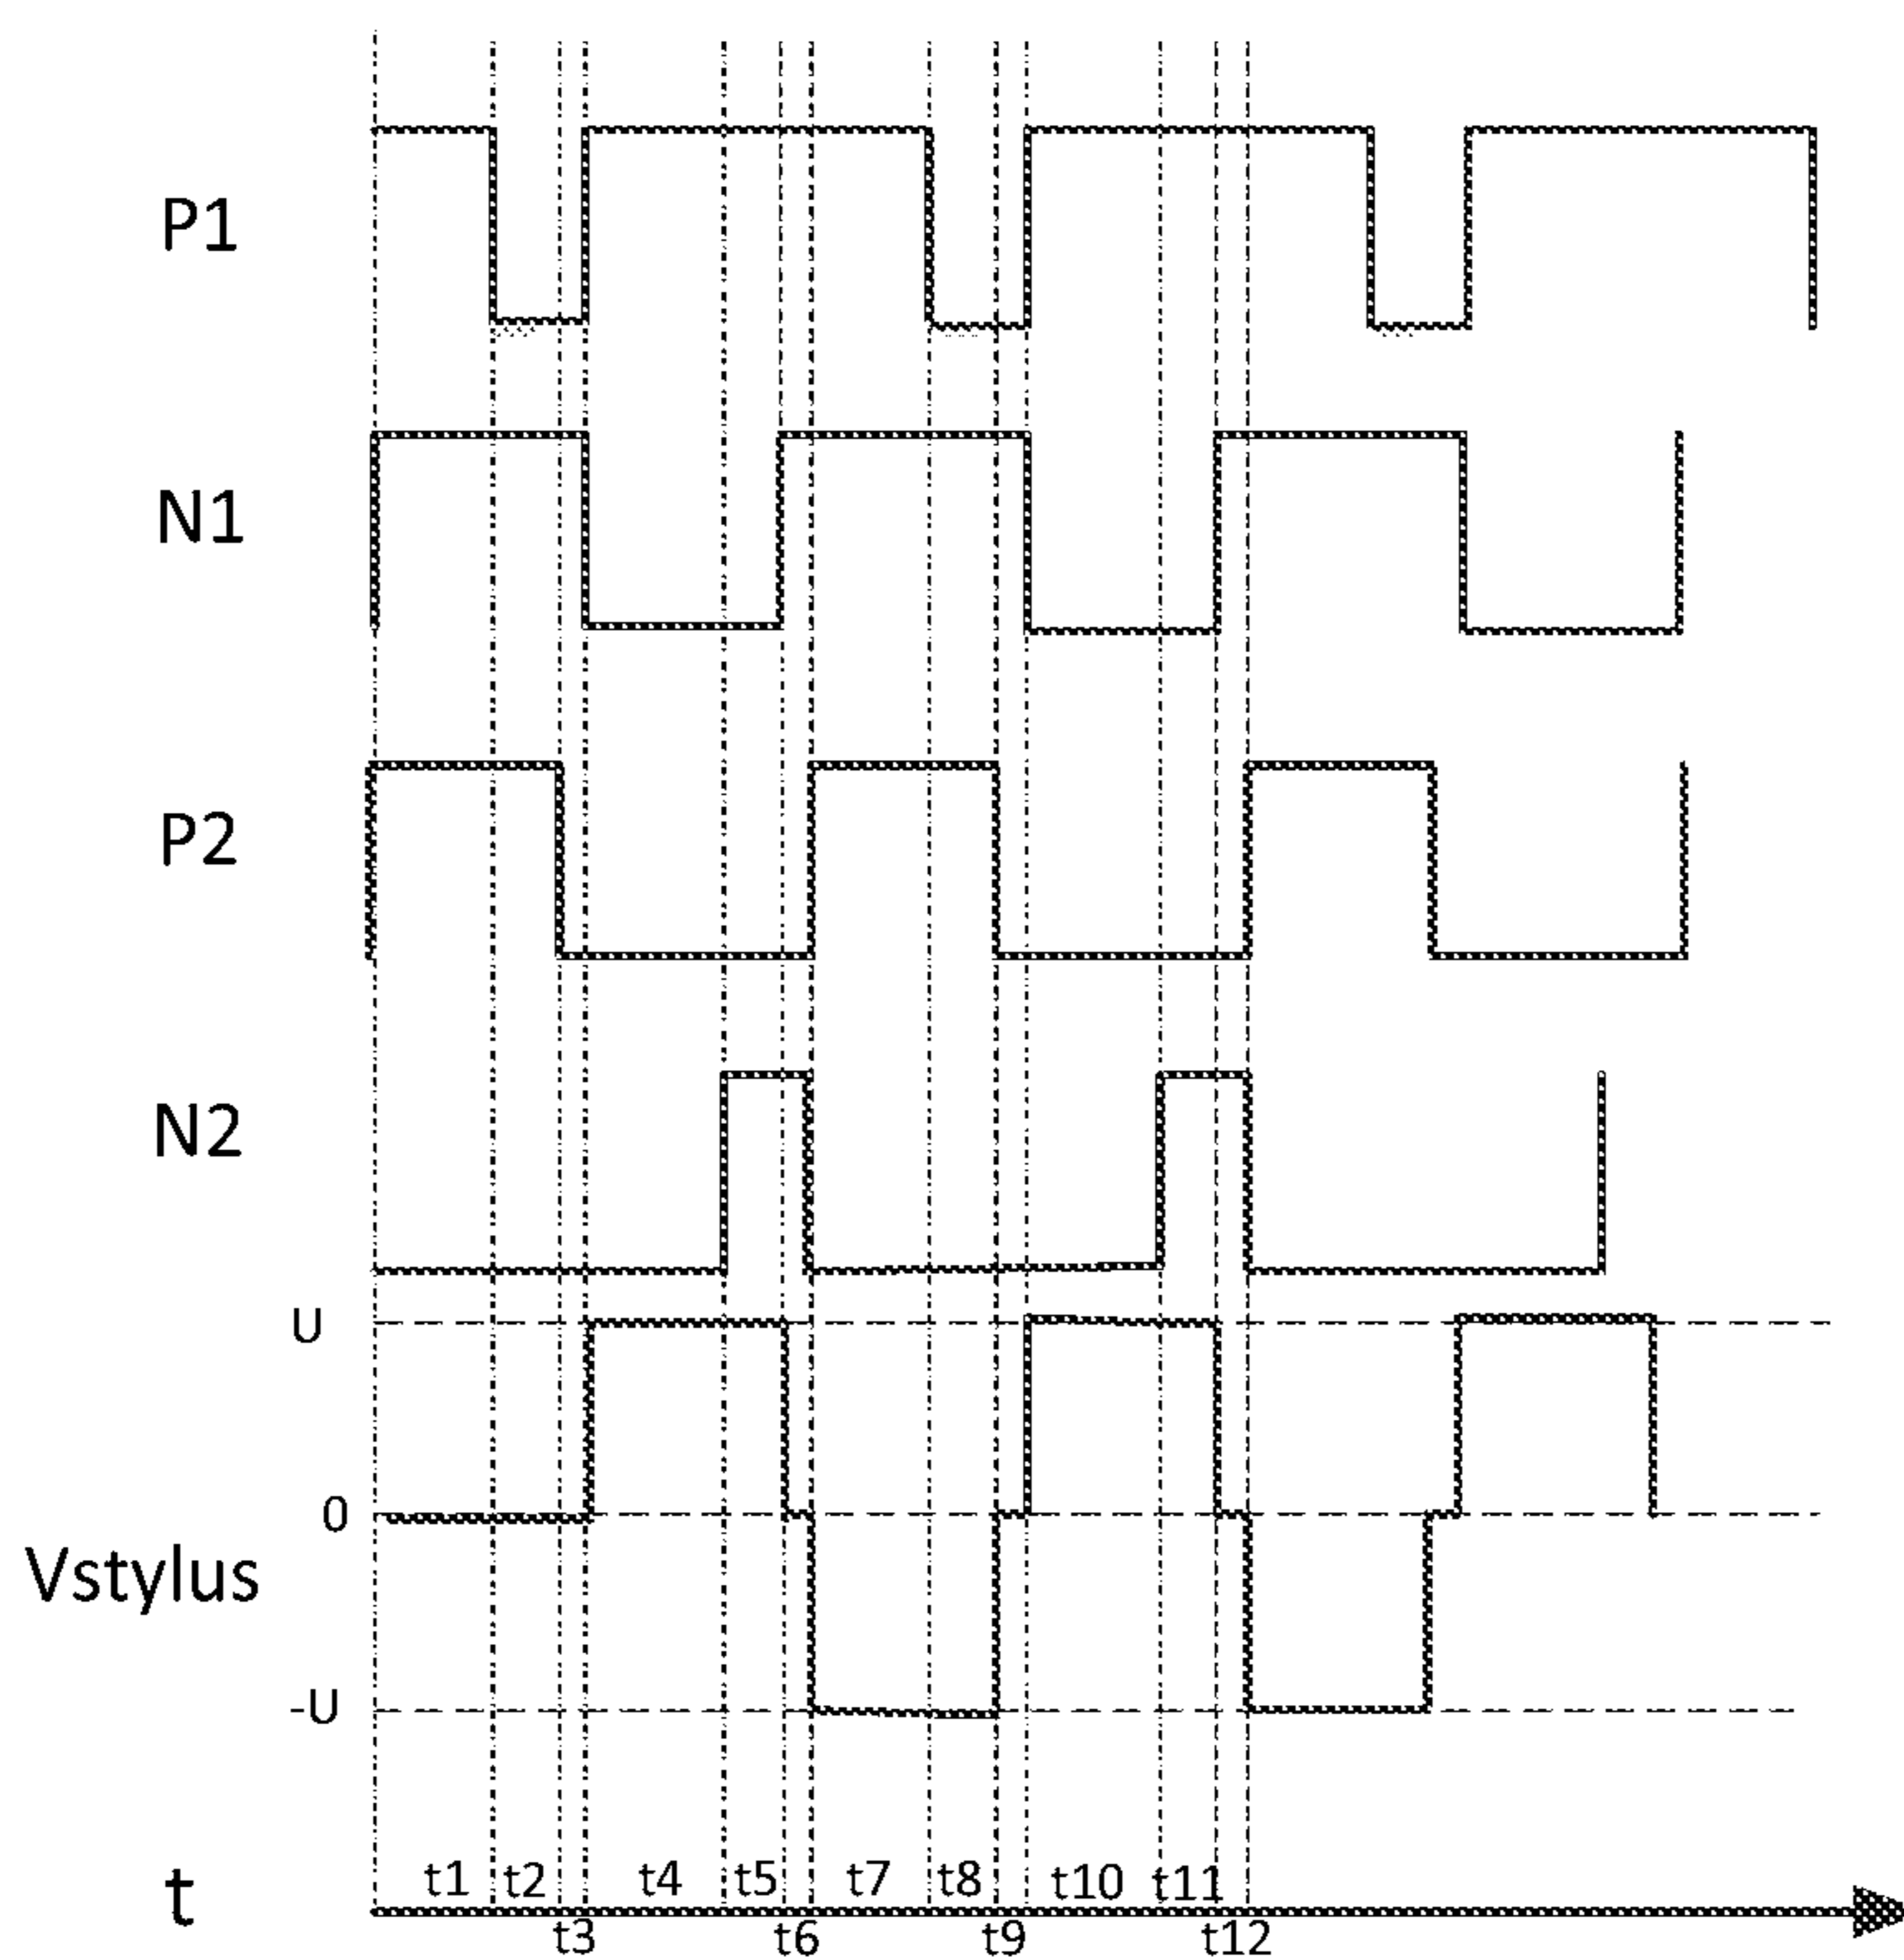 P1
N1
P2
N2
U
0
Vstylus
-U
t1 t2 t4 t5 t7 t8 t10 t11
t
t3 t6 t9 t12